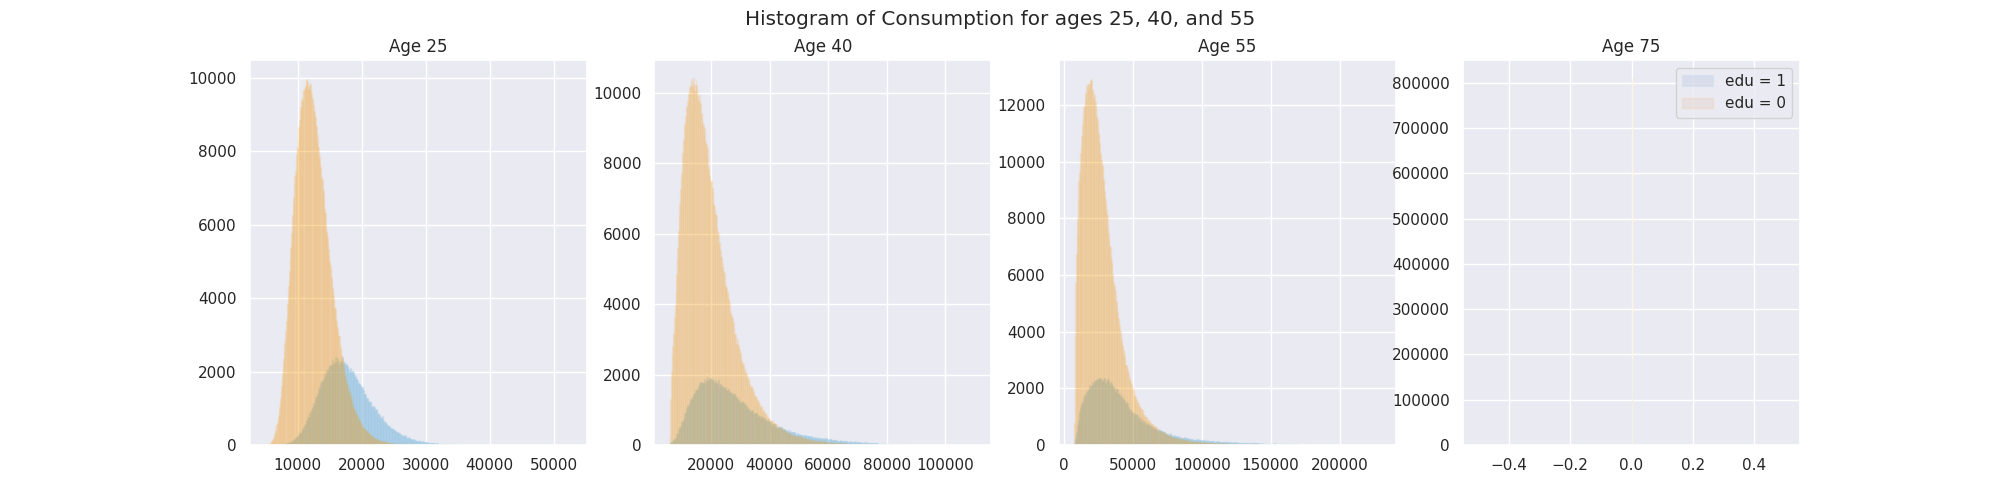 Histogram of Consumption for ages 25, 40, and 55
Age 25
10000
8000
6000
4000
2000
0
10000 20000 30000 40000 50000
Age 40
10000
8000
6000
4000
2000
0
20000 40000 60000 80000 100000
Age 55
12000
10000
8000
6000
4000
2000
0
0 50000 100000 150000 200000
Age 75
edu = 1
edu = 0
800000
700000
600000
500000
400000
300000
200000
100000
0
−0.4 −0.2 0.0 0.2 0.4